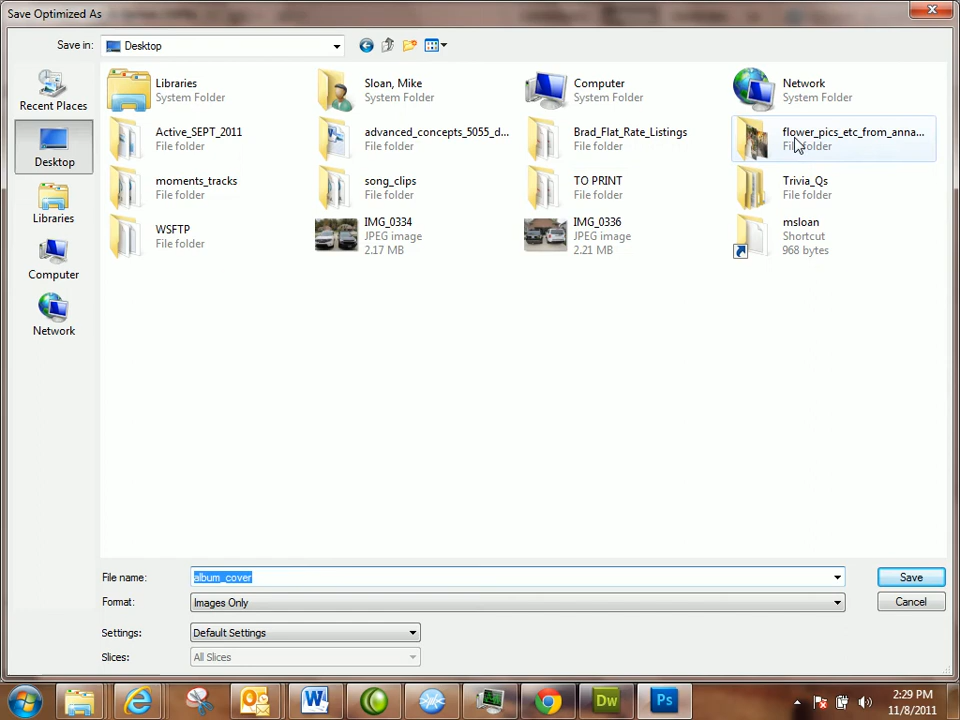 Save Optimized As
Save in: Desktop
Recent Places
Desktop
Libraries
Computer
Network
Libraries
System Folder
Sloan, Mike
System Folder
Computer
System Folder
Network
System Folder
Active_SEPT_2011
File folder
advanced_concepts_5055_d...
File folder
Brad_Flat_Rate_Listings
File folder
flower_pics_etc_from_anna...
File folder
moments_tracks
File folder
song_clips
File folder
TO PRINT
File folder
Trivia_Qs
File folder
WSFTP
File folder
IMG_0334
JPEG image
2.17 MB
IMG_0336
JPEG image
2.21 MB
msloan
Shortcut
968 bytes
File name: album_cover
Save
Format: Images Only
Cancel
Settings: Default Settings
Slices: All Slices
W
Dw
Ps
2:29 PM
11/8/2011